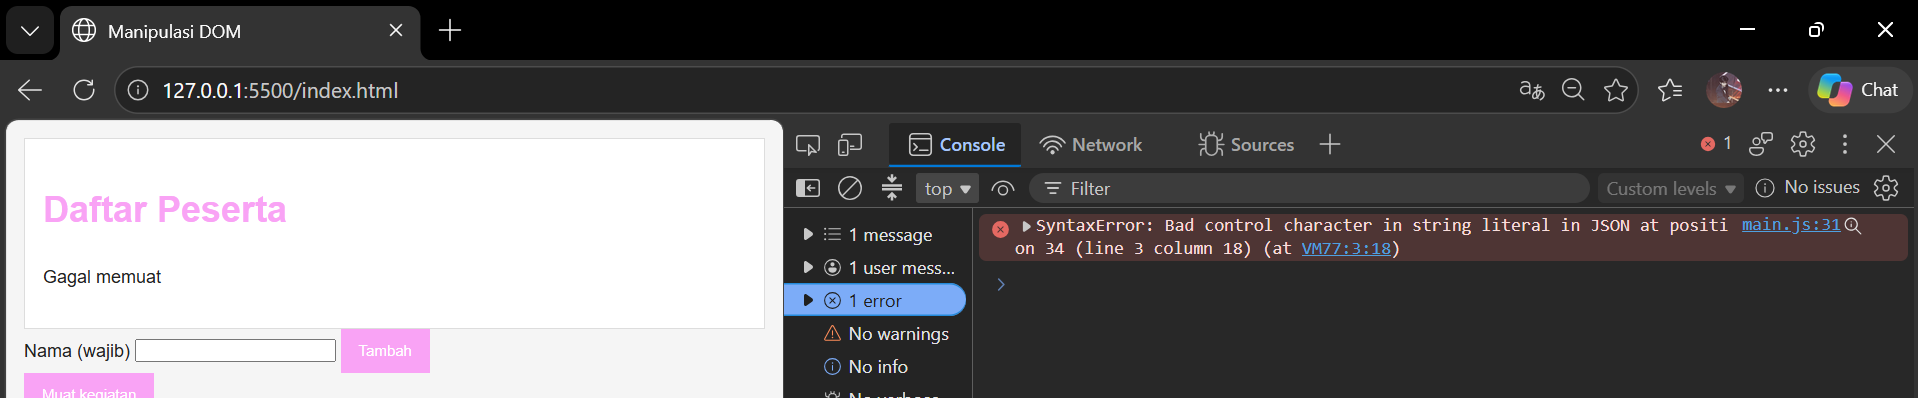 Manipulasi DOM
127.0.0.1:5500/index.html
Chat
Daftar Peserta
Gagal memuat
Nama (wajib)
Tambah
Muat kegiatan
Console
Network
Sources
1
top
Filter
Custom levels
No issues
1 message
1 user mess...
1 error
No warnings
No info
No verbose
SyntaxError: Bad control character in string literal in JSON at positi main.js:31
on 34 (line 3 column 18) (at VM77:3:18)